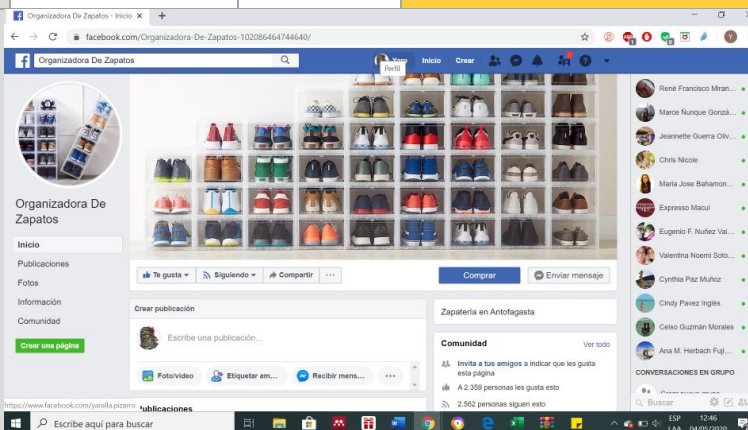 Organizadora De Zapatos - Inicio
facebook.com/Organizadora-De-Zapatos-102086464744640/
Organizadora De Zapatos
Yara
Inicio
Crear
Perfil
Organizadora De
Zapatos
Inicio
Publicaciones
Fotos
Información
Comunidad
Crear una página
Te gusta
Siguiendo
Compartir
Comprar
Enviar mensaje
Crear publicación
Escribe una publicación...
Foto/video
Etiquetar am...
Recibir mens...
Publicaciones
Zapatería en Antofagasta
Comunidad
Ver todo
Invita a tus amigos a indicar que les gusta
esta página
A 2.359 personas les gusta esto
2.562 personas siguen esto
René Francisco Miran...
Marce Ñunque Gonzá...
Jeannette Guerra Oliv...
Chris Nicole
Maria Jose Bahamon...
Expresso Macul
Eugenio F. Nuñez Val...
Valentina Noemí Soto...
Cynthia Paz Muñoz
Cindy Pavez Inglés
Celso Guzmán Morales
Ana M. Herbach Fuji...
CONVERSACIONES EN GRUPO
Crear nuevo grupo
Buscar
https://www.facebook.com/yarella.pizarro
Escribe aquí para buscar
ESP
LAA
12:46
04/05/2020